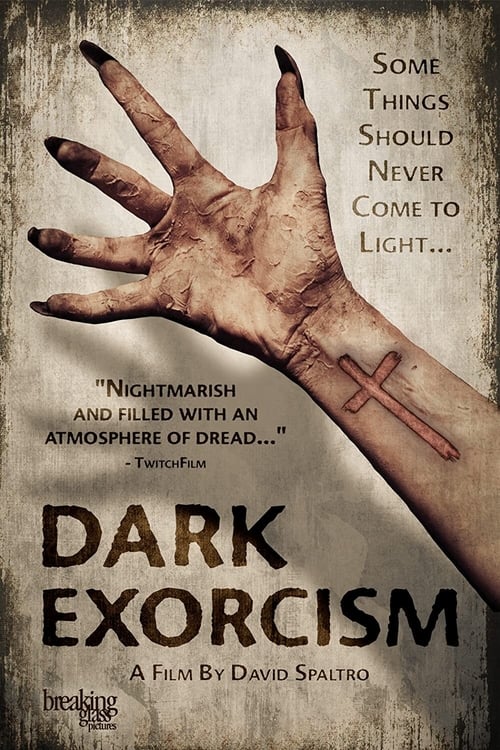 Some
Things
Should
Never
Come to
Light...
"Nightmarish
and filled with an
atmosphere of dread..."
- TwitchFilm
DARK
EXORCISM
A Film By David Spaltro
breaking
glass
pictures